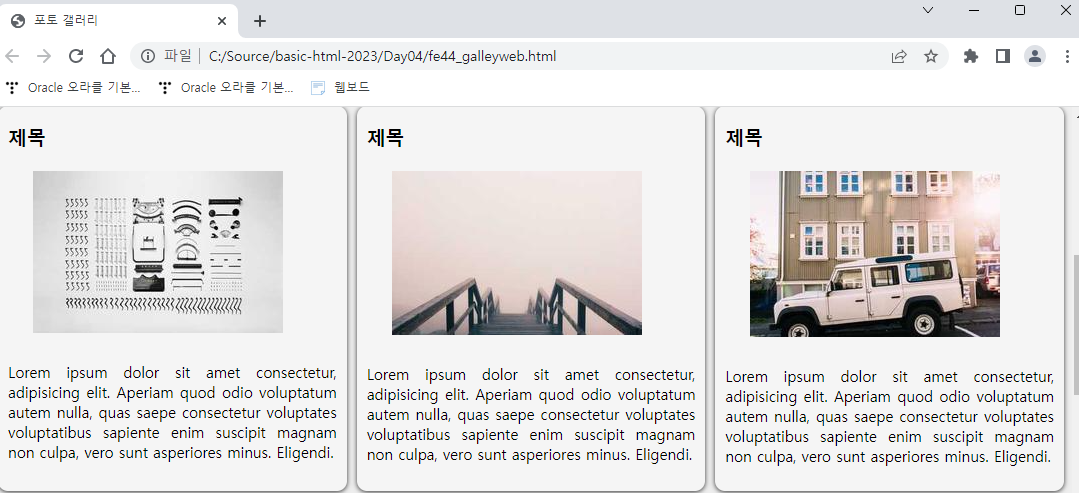 포토 갤러리
파일 C:/Source/basic-html-2023/Day04/fe44_galleyweb.html
Oracle 오라클 기본... Oracle 오라클 기본... 웹보드
제목
Lorem ipsum dolor sit amet consectetur,
adipisicing elit. Aperiam quod odio voluptatum
autem nulla, quas saepe consectetur voluptates
voluptatibus sapiente enim suscipit magnam
non culpa, vero sunt asperiores minus. Eligendi.
제목
Lorem ipsum dolor sit amet consectetur,
adipisicing elit. Aperiam quod odio voluptatum
autem nulla, quas saepe consectetur voluptates
voluptatibus sapiente enim suscipit magnam
non culpa, vero sunt asperiores minus. Eligendi.
제목
Lorem ipsum dolor sit amet consectetur,
adipisicing elit. Aperiam quod odio voluptatum
autem nulla, quas saepe consectetur voluptates
voluptatibus sapiente enim suscipit magnam
non culpa, vero sunt asperiores minus. Eligendi.